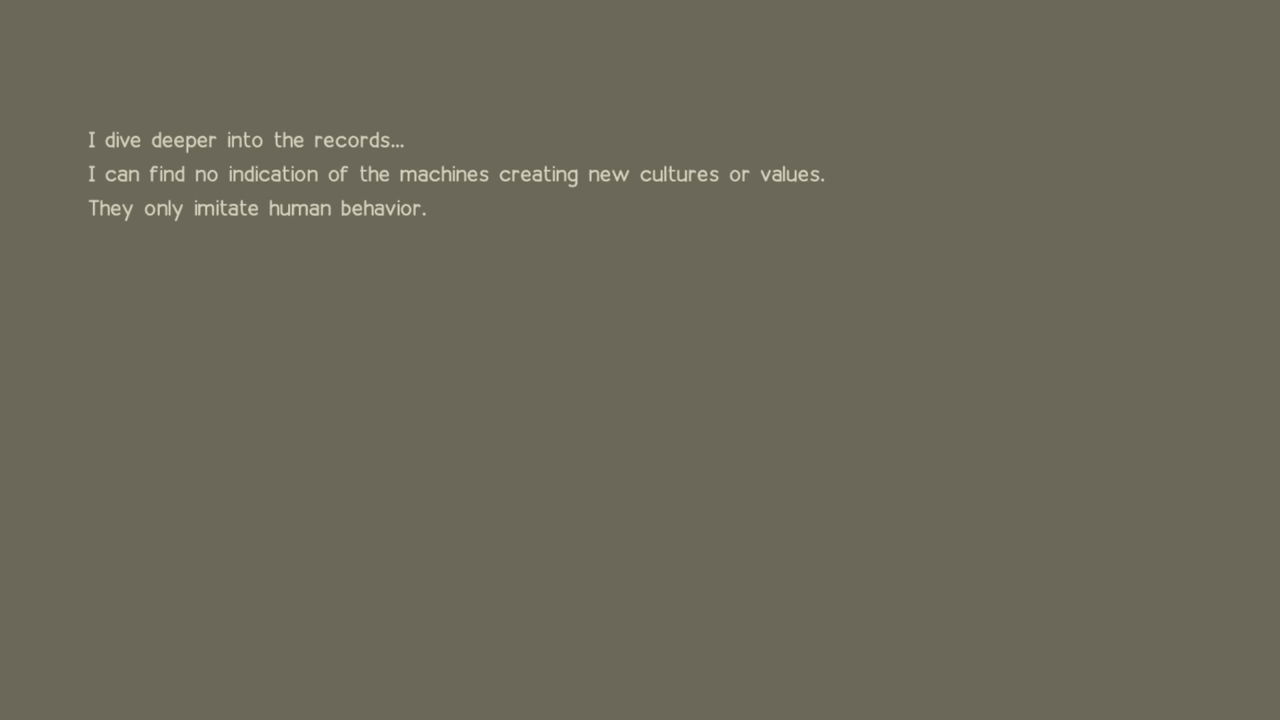 I dive deeper into the records...
I can find no indication of the machines creating new cultures or values.
They only imitate human behavior.